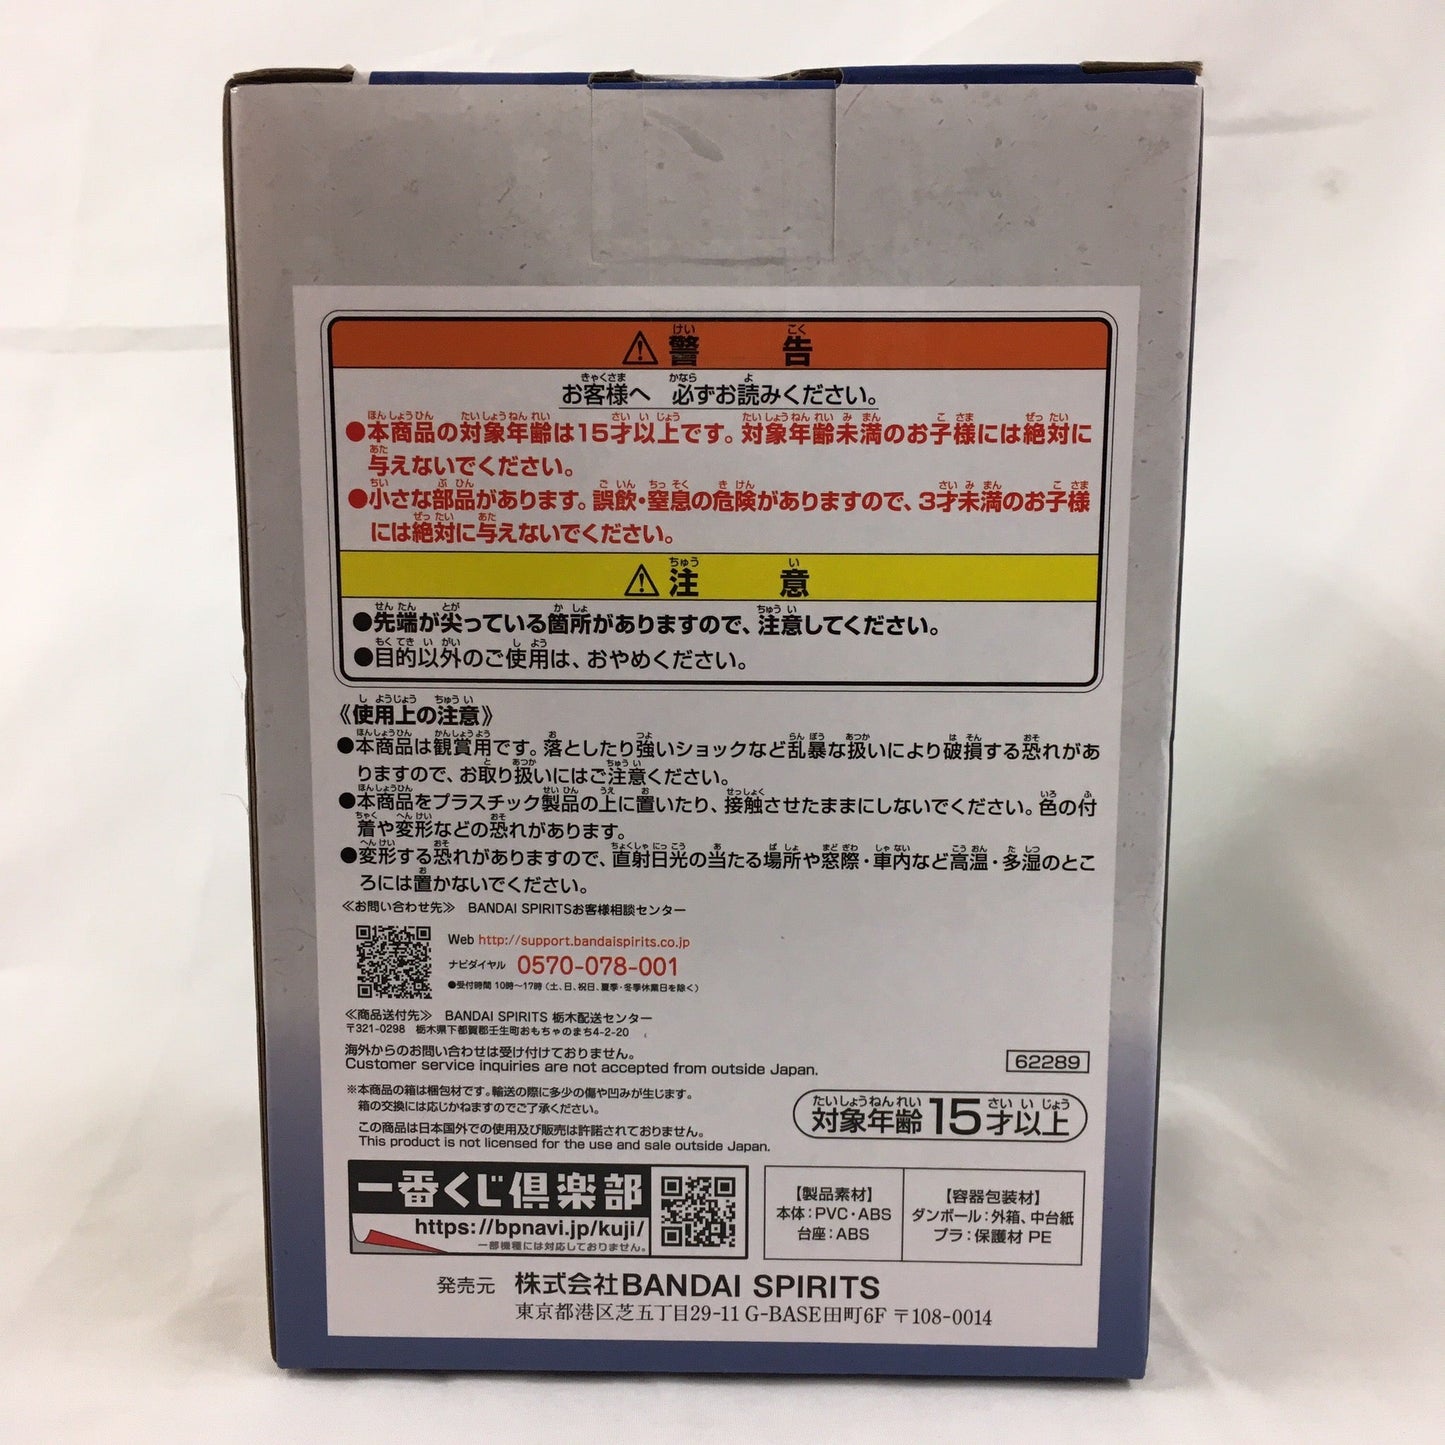 ⚠警告
お客様へ 必ずお読みください。
●本商品の対象年齢は15才以上です。対象年齢未満のお子様には絶対に
与えないでください。
●小さな部品があります。誤飲・窒息の危険がありますので、3才未満のお子様
には絶対に与えないでください。
⚠注意
●先端が尖っている箇所がありますので、注意してください。
●目的以外のご使用は、おやめください。
《使用上の注意》
●本商品は観賞用です。落としたり強いショックなど乱暴な扱いにより破損する恐れがあ
りますので、お取り扱いにはご注意ください。
●本商品をプラスチック製品の上に置いたり、接触させたままにしないでください。色の付
着や変形などの恐れがあります。
●変形する恐れがありますので、直射日光の当たる場所や窓際・車内など高温・多湿のとこ
ろには置かないでください。
≪お問い合わせ先≫ BANDAI SPIRITSお客様相談センター
Web http://support.bandaispirits.co.jp
ナビダイヤル 0570-078-001
●受付時間 10時～17時(土、日、祝日、夏季・冬季休業日を除く)
≪商品送付先≫ BANDAI SPIRITS 栃木配送センター
〒321-0298 栃木県下都賀郡壬生町おもちゃのまち4-2-20
海外からのお問い合わせは受け付けておりません。
Customer service inquiries are not accepted from outside Japan.
62289
※本商品の箱は梱包材です。輸送の際に多少の傷や凹みが生じます。
箱の交換には応じかねますのでご了承ください。
対象年齢15才以上
この商品は日本国外での使用及び販売は許諾されておりません。
This product is not licensed for the use and sale outside Japan.
一番くじ倶楽部
https://bpnavi.jp/kuji/
一部機種には対応しておりません。
【製品素材】
本体：PVC・ABS
台座：ABS
【容器包装材】
ダンボール：外箱、中台紙
プラ：保護材 PE
発売元 株式会社BANDAI SPIRITS
東京都港区芝五丁目29-11 G-BASE田町6F 〒108-0014